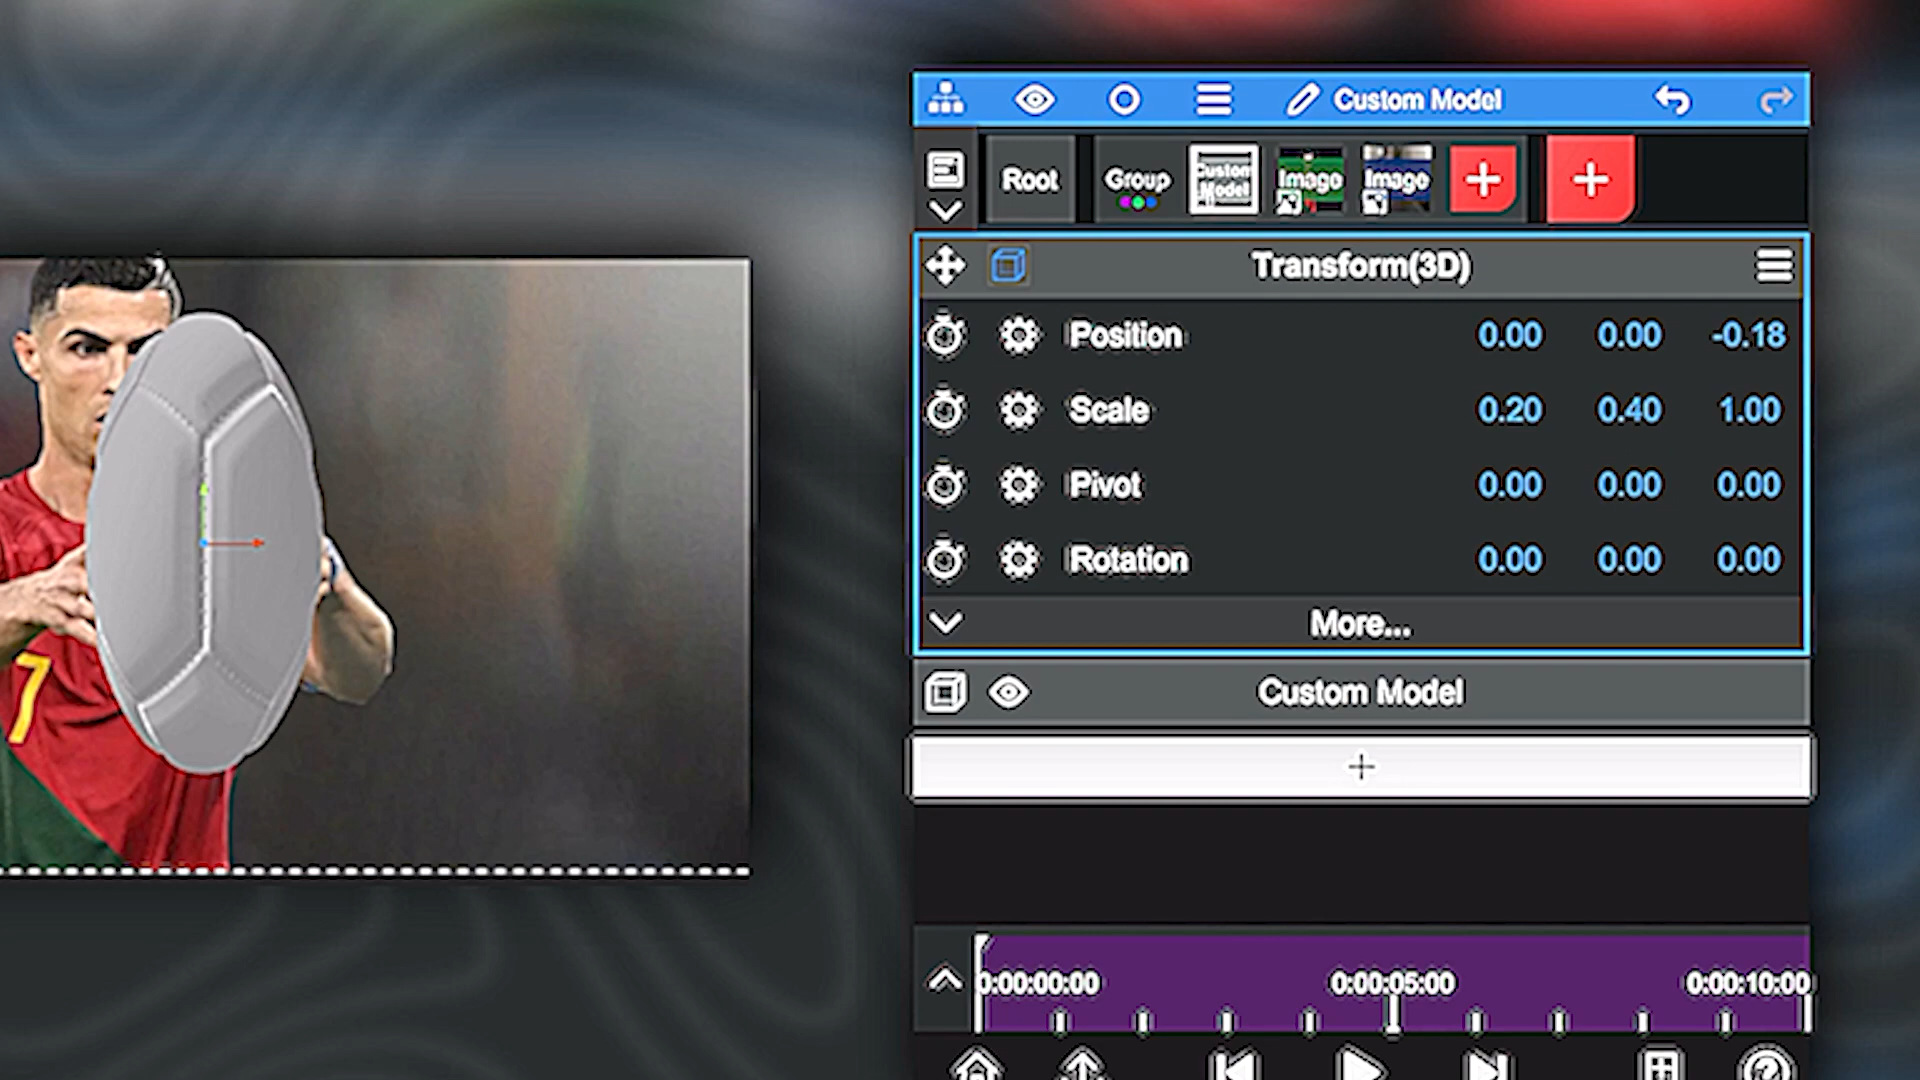 Custom Model
Root
Group
Custom Model
Image
Image
Transform(3D)
Position 0.00 0.00 -0.18
Scale 0.20 0.40 1.00
Pivot 0.00 0.00 0.00
Rotation 0.00 0.00 0.00
More...
Custom Model
7
0:00:00:00 0:00:05:00 0:00:10:00